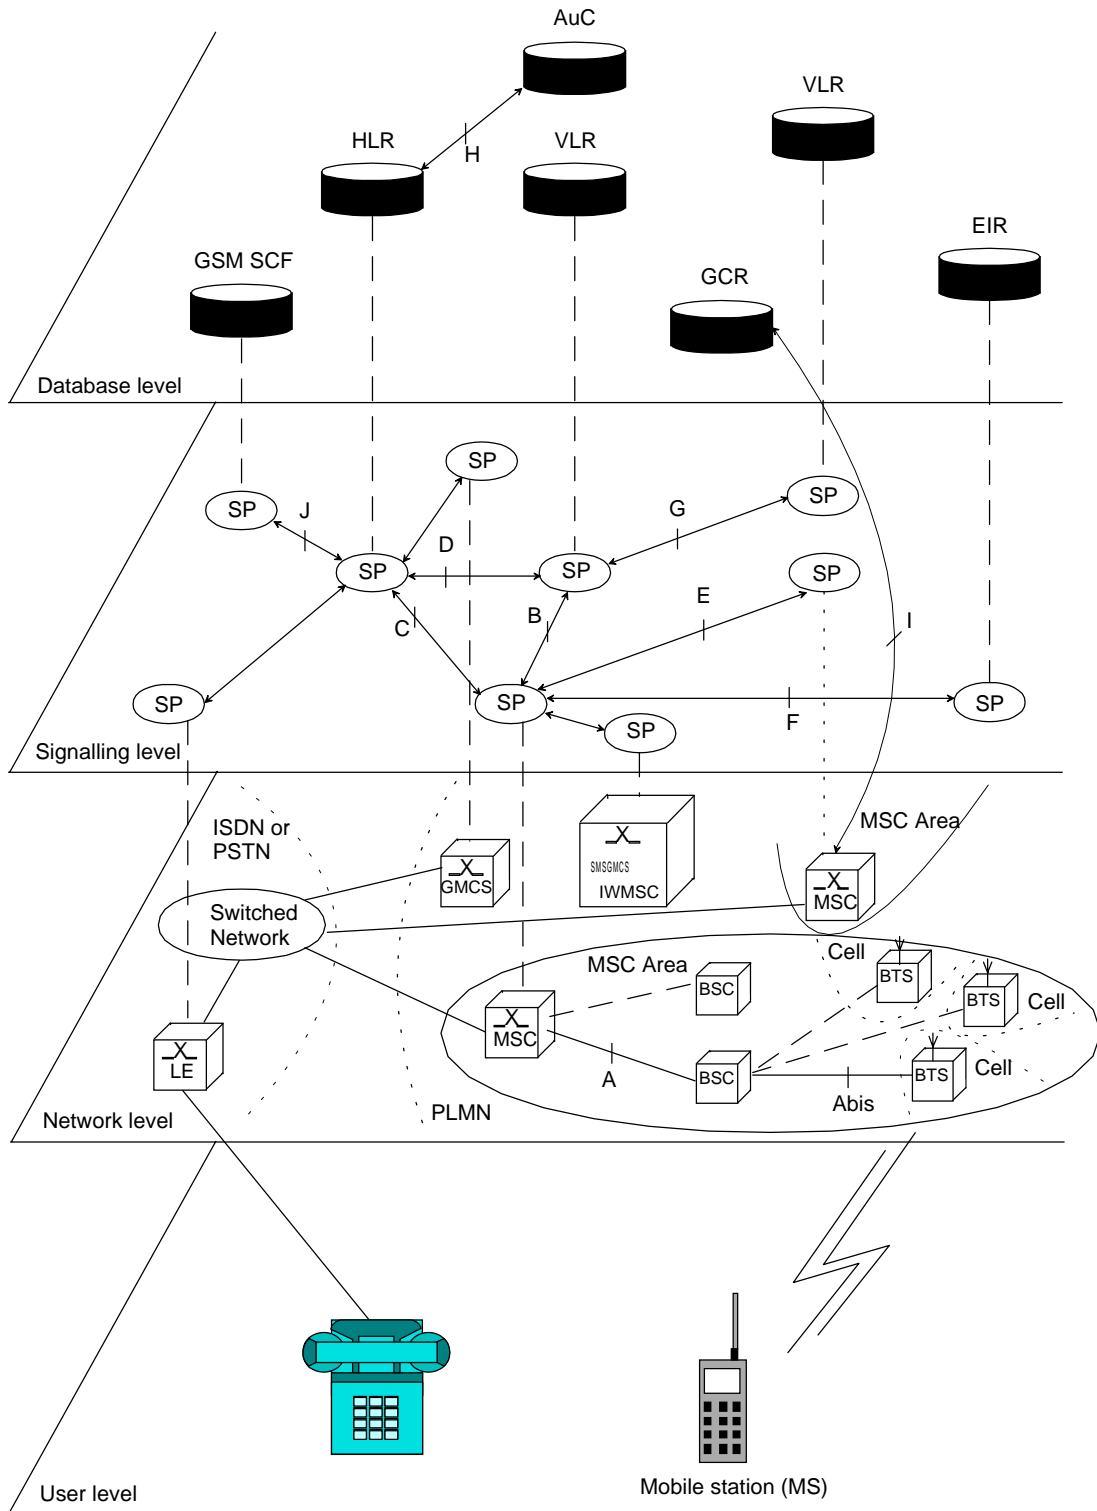 AuC
VLR
HLR
VLR
H
EIR
GSM SCF
GCR
Database level
SP
SP
SP
J
G
D
SP
SP
SP
E
B
I
C
SP
SP
SP
F
SP
Signalling level
ISDN or
PSTN
MSC Area
SMSGMCS
IWMSC
GMCS
MSC
Switched
Network
MSC Area
Cell
BSC
BTS
BTS
Cell
MSC
LE
A
BSC
BTS
Cell
Abis
PLMN
Network level
Mobile station (MS)
User level